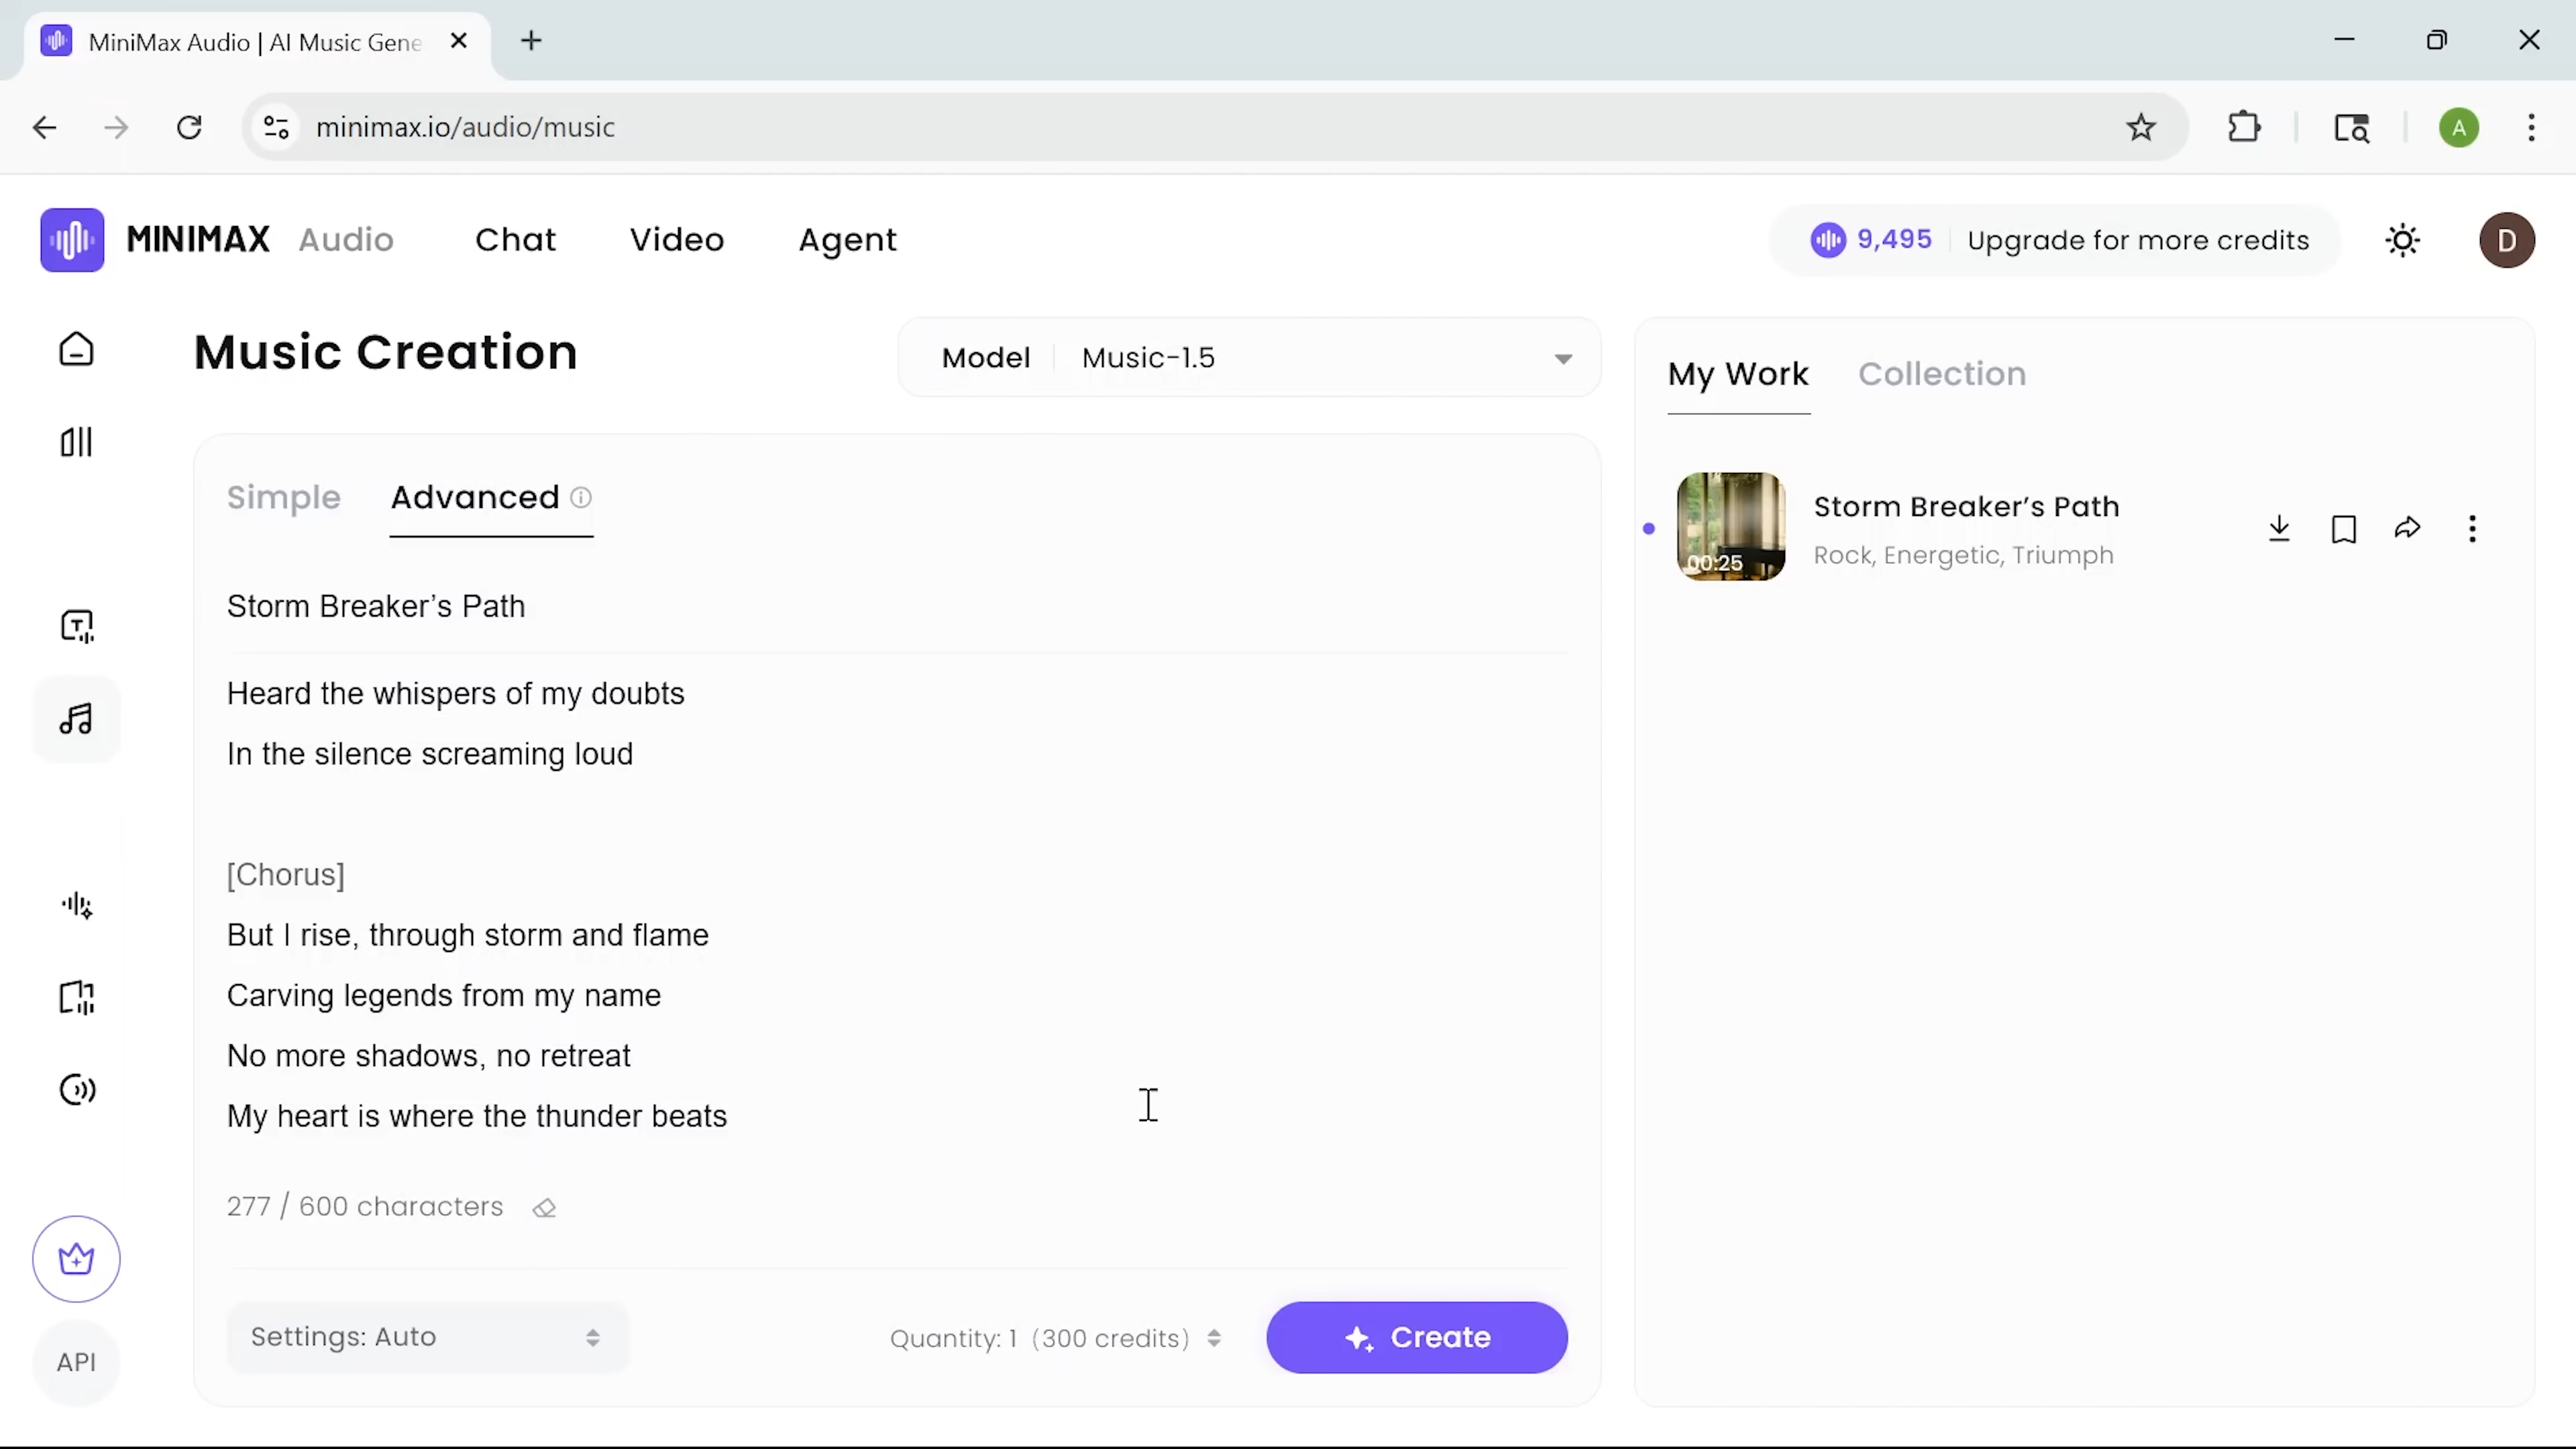 MiniMax Audio | AI Music Gene
minimax.io/audio/music
A
MINIMAX Audio Chat Video Agent
9,495 Upgrade for more credits
D
Music Creation
Model Music-1.5
Simple Advanced
Storm Breaker’s Path
Heard the whispers of my doubts
In the silence screaming loud
[Chorus]
But I rise, through storm and flame
Carving legends from my name
No more shadows, no retreat
My heart is where the thunder beats
277 / 600 characters
Settings: Auto
Quantity: 1 (300 credits)
Create
My Work Collection
Storm Breaker’s Path
Rock, Energetic, Triumph
00:25
API